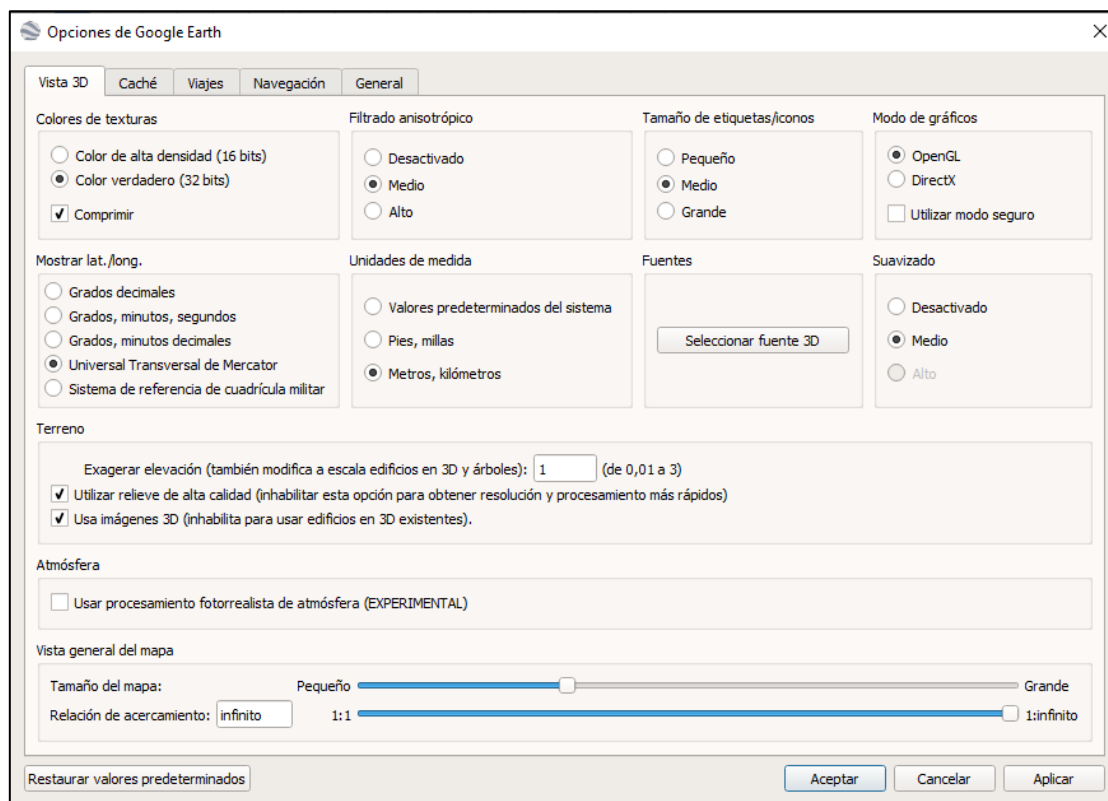 Opciones de Google Earth
Vista 3D
Caché
Viajes
Navegación
General
Colores de texturas
Color de alta densidad (16 bits)
Color verdadero (32 bits)
Comprimir
Filtrado anisotrópico
Desactivado
Medio
Alto
Tamaño de etiquetas/iconos
Pequeño
Medio
Grande
Modo de gráficos
OpenGL
DirectX
Utilizar modo seguro
Mostrar lat./long.
Grados decimales
Grados, minutos, segundos
Grados, minutos decimales
Universal Transversal de Mercator
Sistema de referencia de cuadrícula militar
Unidades de medida
Valores predeterminados del sistema
Pies, millas
Metros, kilómetros
Fuentes
Seleccionar fuente 3D
Suavizado
Desactivado
Medio
Alto
Terreno
Exagerar elevación (también modifica a escala edificios en 3D y árboles): 1 (de 0,01 a 3)
Utilizar relieve de alta calidad (inhabilitar esta opción para obtener resolución y procesamiento más rápidos)
Usa imágenes 3D (inhabilita para usar edificios en 3D existentes).
Atmósfera
Usar procesamiento fotorrealista de atmósfera (EXPERIMENTAL)
Vista general del mapa
Tamaño del mapa: Pequeño Grande
Relación de acercamiento: infinito 1:1 1:infinito
Restaurar valores predeterminados
Aceptar
Cancelar
Aplicar